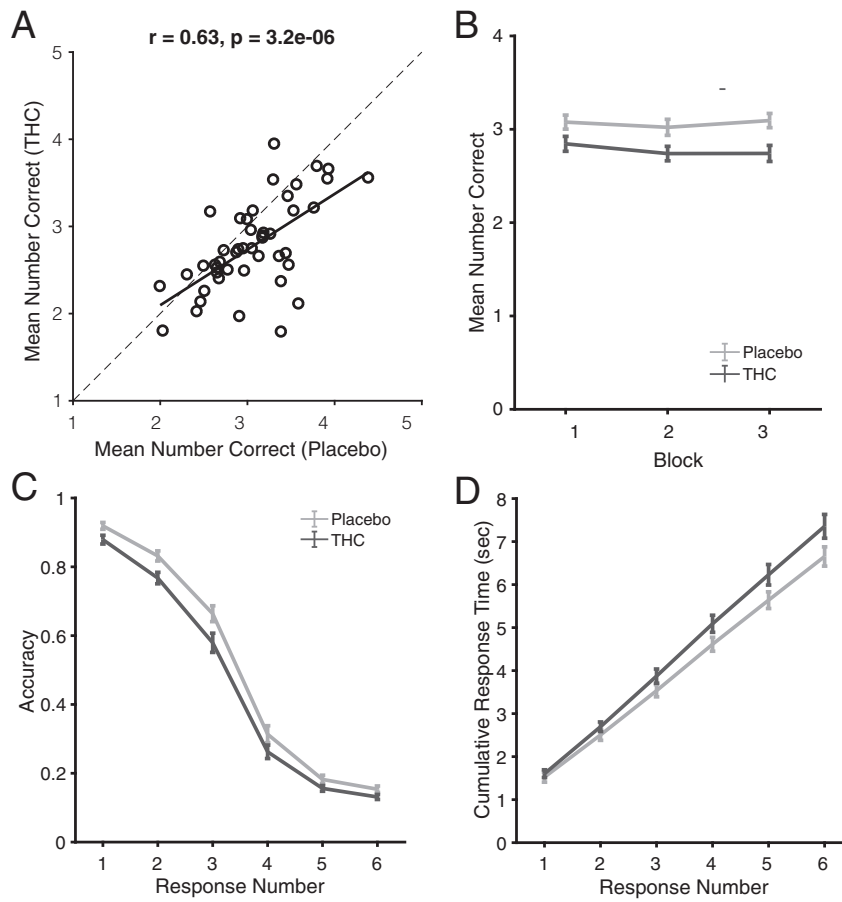 A
r = 0.63, p = 3.2e-06
5
4
3
2
1
1 2 3 4 5
Mean Number Correct (THC)
Mean Number Correct (Placebo)
B
4
3
2
1
0
1 2 3
Mean Number Correct
Block
Placebo
THC
C
1
0.8
0.6
0.4
0.2
0
1 2 3 4 5 6
Accuracy
Response Number
Placebo
THC
D
8
7
6
5
4
3
2
1
0
1 2 3 4 5 6
Cumulative Response Time (sec)
Response Number